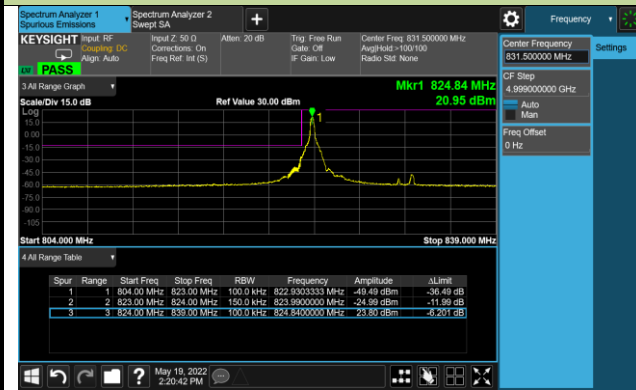 Spectrum Analyzer 1
Spurious Emissions
Spectrum Analyzer 2
Swept SA
+
Frequency
KEYSIGHT
Input: RF
Coupling: DC
Align: Auto
Input Z: 50 Ω
Corrections: On
Freq Ref: Int (S)
Atten: 20 dB
Trig: Free Run
Gate: Off
IF Gain: Low
Center Freq: 831.500000 MHz
Avg|Hold:>100/100
Radio Std: None
PASS
Center Frequency
831.500000 MHz
Settings
CF Step
4.999000000 GHz
Auto
Man
Freq Offset
0 Hz
3 All Range Graph
Mkr1 824.84 MHz
20.95 dBm
Scale/Div 15.0 dB
Ref Value 30.00 dBm
Log
15.0
0.00
-15.0
-30.0
-45.0
-60.0
-75.0
-90.0
-105
1
Start 804.000 MHz
Stop 839.000 MHz
4 All Range Table
Spur Range Start Freq Stop Freq RBW Frequency Amplitude ΔLimit
1 1 804.00 MHz 823.00 MHz 100.0 kHz 822.9303333 MHz -49.49 dBm -36.49 dB
2 2 823.00 MHz 824.00 MHz 150.0 kHz 823.9900000 MHz -24.99 dBm -11.99 dB
3 3 824.00 MHz 839.00 MHz 100.0 kHz 824.8400000 MHz 23.80 dBm -6.201 dB
?
May 19, 2022
2:20:42 PM